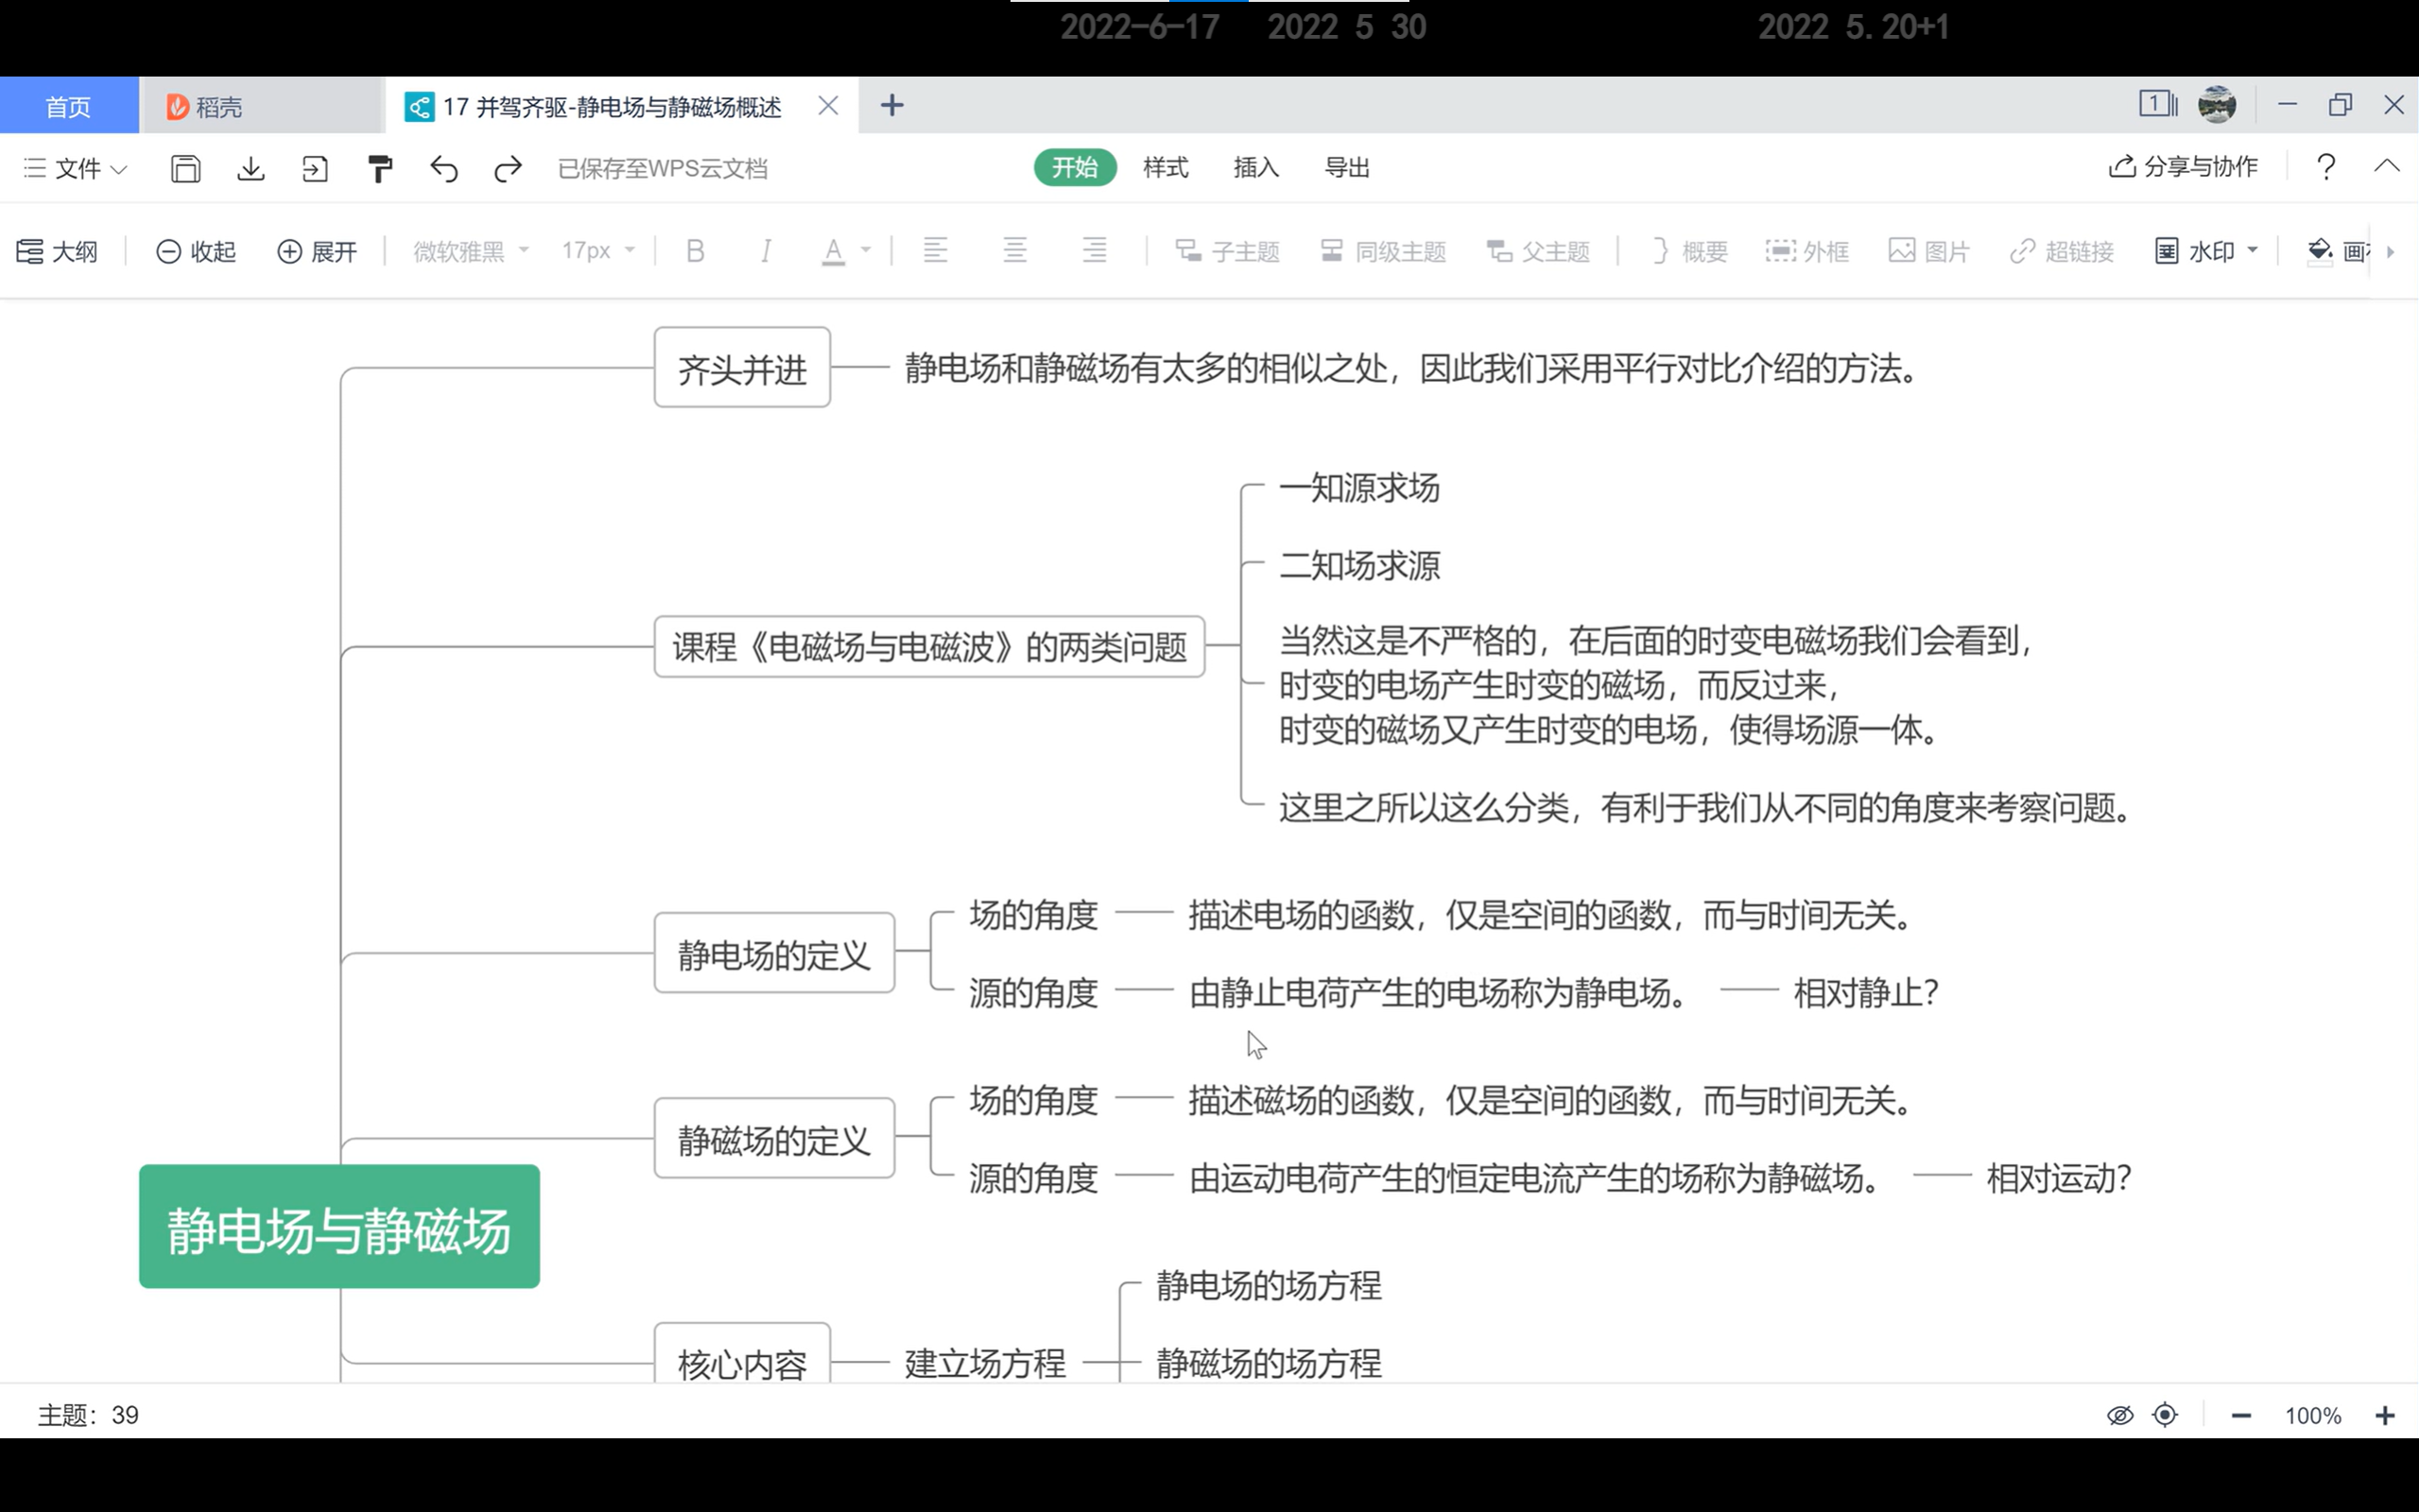 2022-6-17 2022 5 30 2022 5.20+1
首页 稻壳 17 并驾齐驱-静电场与静磁场概述 1
文件 已保存至WPS云文档 开始 样式 插入 导出 分享与协作 ?
大纲 收起 展开 微软雅黑 17px B I A 子主题 同级主题 父主题 概要 外框 图片 超链接 水印
齐头并进 静电场和静磁场有太多的相似之处，因此我们采用平行对比介绍的方法。
一知源求场
二知场求源
课程《电磁场与电磁波》的两类问题
当然这是不严格的，在后面的时变电磁场我们会看到，
时变的电场产生时变的磁场，而反过来，
时变的磁场又产生时变的电场，使得场源一体。
这里之所以这么分类，有利于我们从不同的角度来考察问题。
静电场的定义
场的角度 描述电场的函数，仅是空间的函数，而与时间无关。
源的角度 由静止电荷产生的电场称为静电场。 相对静止？
静磁场的定义
场的角度 描述磁场的函数，仅是空间的函数，而与时间无关。
源的角度 由运动电荷产生的恒定电流产生的场称为静磁场。 相对运动？
静电场与静磁场
静电场的场方程
核心内容 建立场方程 静磁场的场方程
主题：39 100%